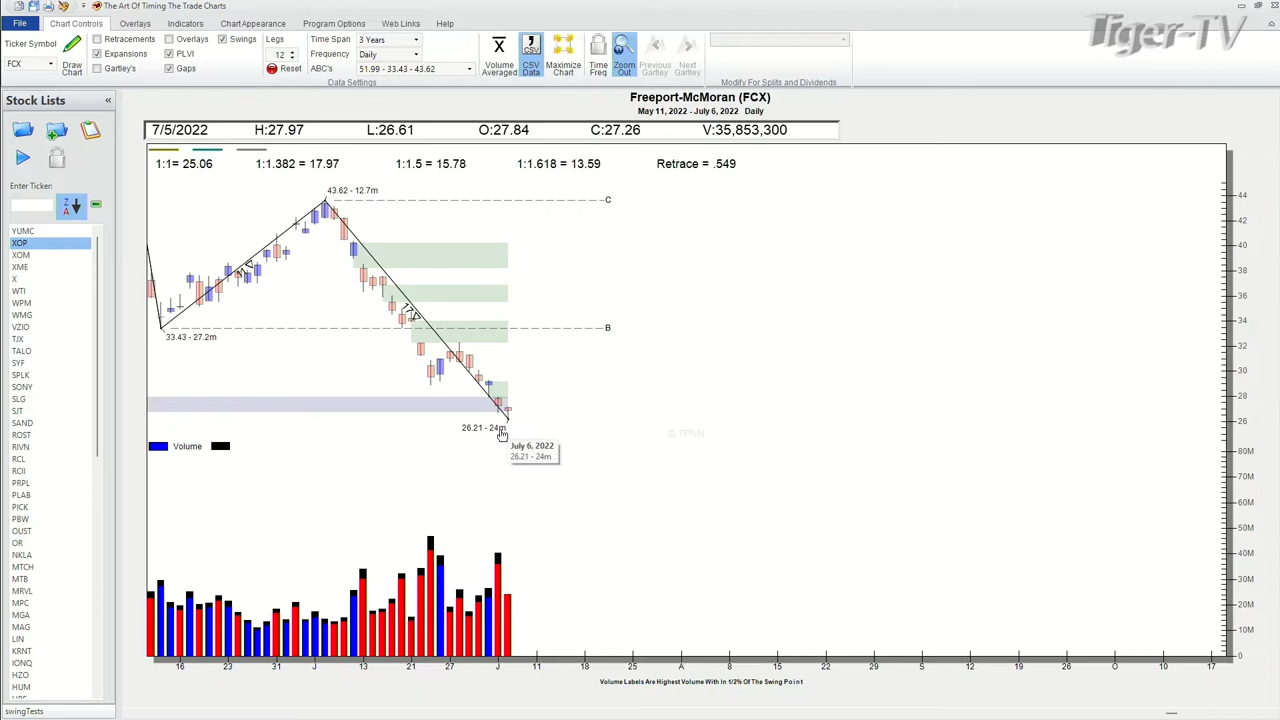 The Art Of Timing The Trade Charts
Tiger-TV
File Chart Controls Overlays Indicators Chart Appearance Program Options Web Links Help
Ticker Symbol
FCX
Draw Chart
Retracements Overlays Swings
Expansions PLVI
Gartley's Gaps
Legs
12
Reset
Time Span 3 Years
Frequency Daily
ABC's 51.99 - 33.43 - 43.62
Data Settings
Volume Averaged
CSV Data
Maximize Chart
Time Freq
Zoom Out
Previous Gartley
Next Gartley
Modify For Splits and Dividends
Stock Lists
Enter Ticker:
YUMC
XOP
XOM
XME
X
WTI
WPM
WMG
VZIO
TJX
TALO
SYF
SPLK
SONY
SLG
SJT
SAND
ROST
RIVN
RCL
RCII
PRPL
PLAB
PICK
PBW
OUST
OR
NKLA
MTCH
MTB
MRVL
MPC
MGA
MAG
LIN
KRNT
IONQ
HZO
HUM
swingTests
Freeport-McMoran (FCX)
May 11, 2022 - July 6, 2022 Daily
7/5/2022 H:27.97 L:26.61 O:27.84 C:27.26 V:35,853,300
1:1= 25.06 1:1.382 = 17.97 1:1.5 = 15.78 1:1.618 = 13.59 Retrace = .549
43.62 - 12.7m
C
33.43 - 27.2m
B
26.21 - 24m
July 6, 2022
26.21 - 24m
© TFNN
Volume
44
42
40
38
36
34
32
30
28
26
80M
70M
60M
50M
40M
30M
20M
10M
0
16 23 31 J 13 21 27 J 11 18 25 A 8 15 22 29 S 12 19 26 O 10 17
Volume Labels Are Highest Volume With In 1/2% Of The Swing Point